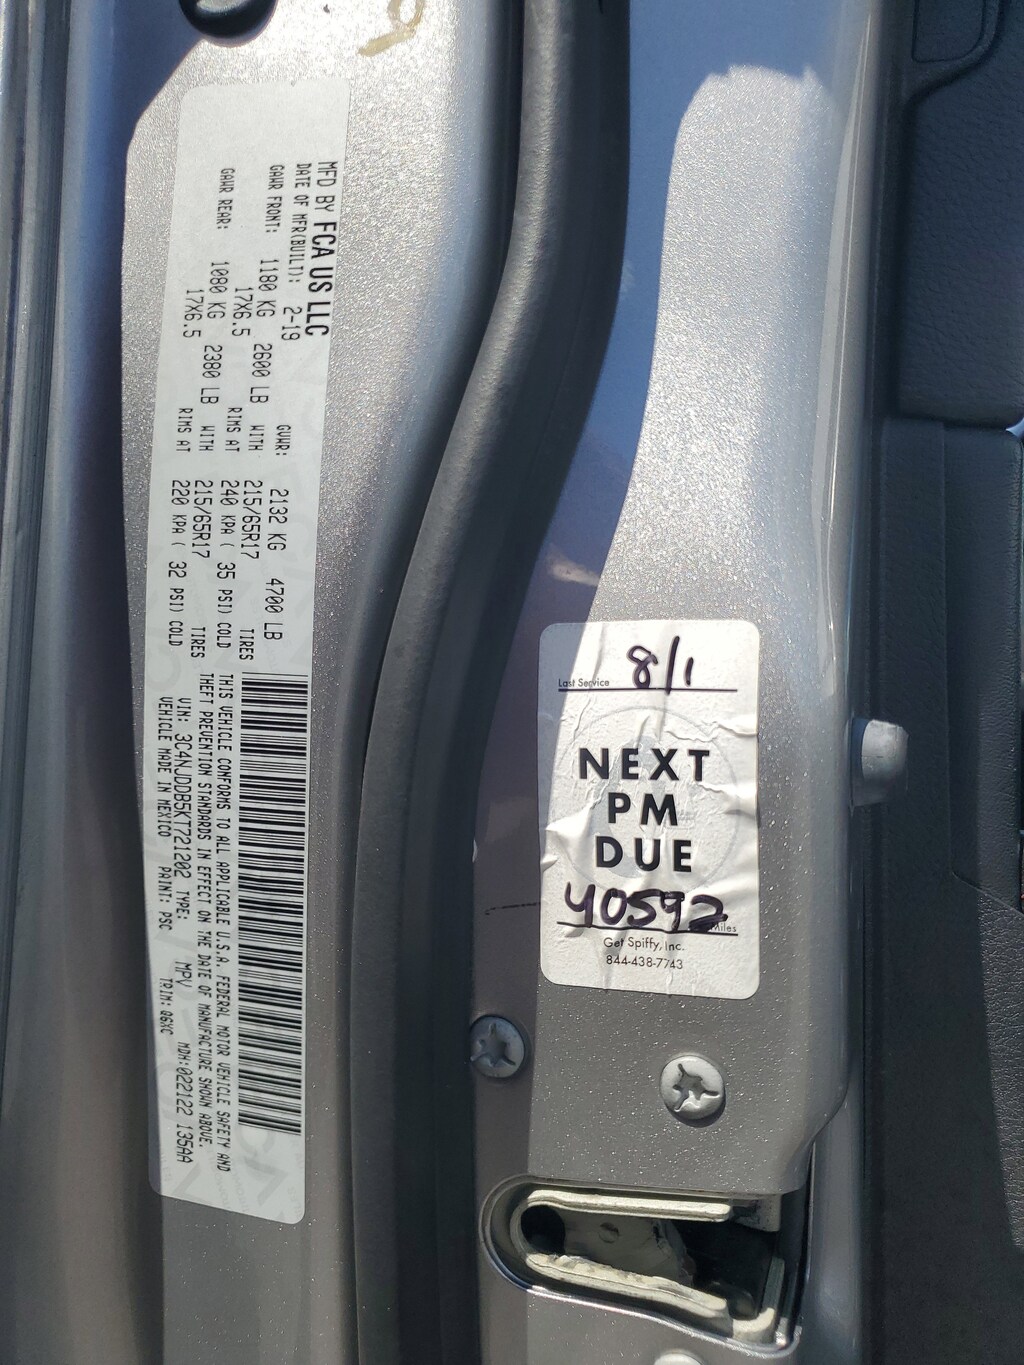 MFD BY FCA US LLC
DATE OF MFR(BUILT): 2-19 GVWR: 2132 KG 4700 LB
GAWR FRONT: 1180 KG 2600 LB WITH 215/65R17 TIRES
17X6.5 RIMS AT 240 KPA ( 35 PSI) COLD
GAWR REAR: 1080 KG 2380 LB WITH 215/65R17 TIRES
17X6.5 RIMS AT 220 KPA ( 32 PSI) COLD
THIS VEHICLE CONFORMS TO ALL APPLICABLE U.S.A. FEDERAL MOTOR VEHICLE SAFETY AND
THEFT PREVENTION STANDARDS IN EFFECT ON THE DATE OF MANUFACTURE SHOWN ABOVE.
VIN: 3C4NJDDB5KT721202 TYPE: MPV MDH:022122 135AA
VEHICLE MADE IN MEXICO PAINT: PSC TRIM: Q6XC
Last Service 8/1
NEXT
PM
DUE
40592 Miles
Get Spiffy, Inc.
844-438-7743